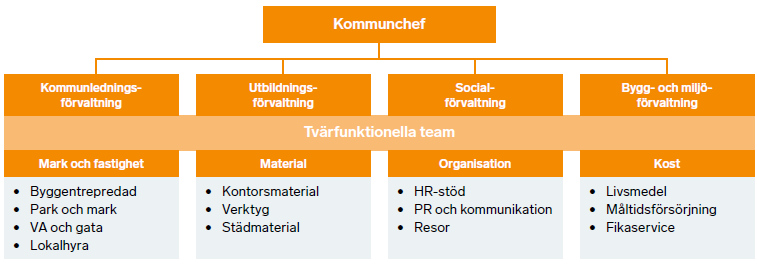 Kommunchef
Kommunlednings-
förvaltning
Utbildnings-
förvaltning
Social-
förvaltning
Bygg- och miljö-
förvaltning
Tvärfunktionella team
Mark och fastighet
• Byggentrepredad
• Park och mark
• VA och gata
• Lokalhyra
Material
• Kontorsmaterial
• Verktyg
• Städmaterial
Organisation
• HR-stöd
• PR och kommunikation
• Resor
Kost
• Livsmedel
• Måltidsförsörjning
• Fikaservice